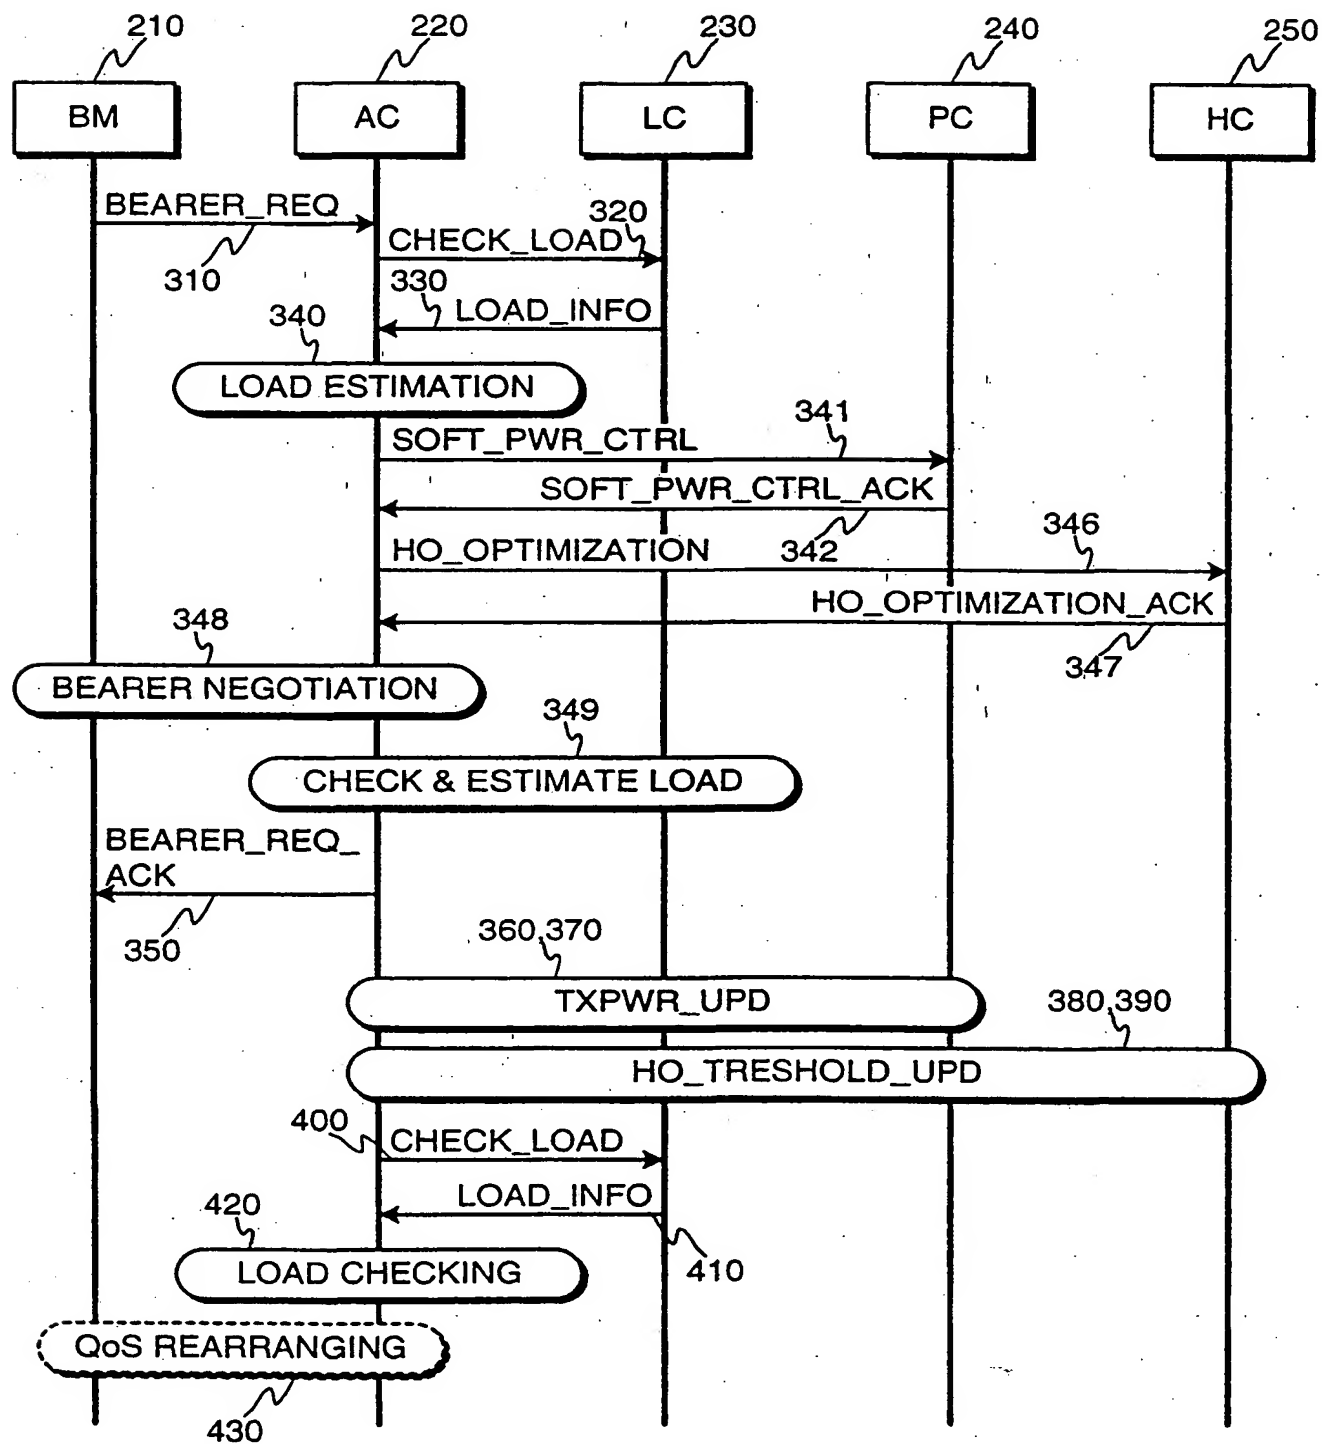 210 220 230 240 250
BM AC LC PC HC
BEARER_REQ
310
320
CHECK_LOAD
330
LOAD_INFO
340
LOAD ESTIMATION
341
SOFT_PWR_CTRL
SOFT_PWR_CTRL_ACK
342
346
HO_OPTIMIZATION
HO_OPTIMIZATION_ACK
347
348
BEARER NEGOTIATION
349
CHECK & ESTIMATE LOAD
BEARER_REQ_
ACK
350
360,370
TXPWR_UPD
380,390
HO_TRESHOLD_UPD
400
CHECK_LOAD
LOAD_INFO
410
420
LOAD CHECKING
QoS REARRANGING
430